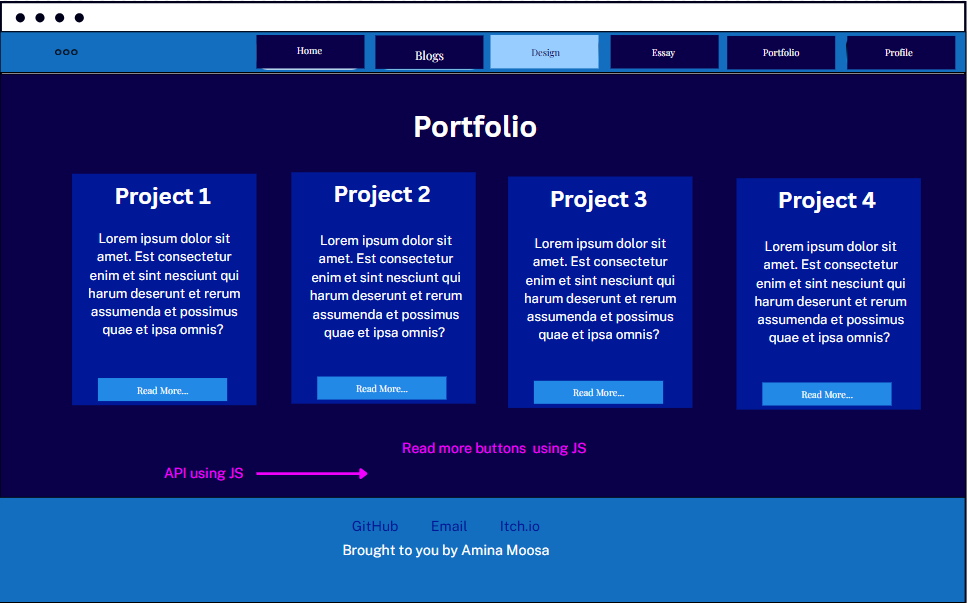 Home
Blogs
Design
Essay
Portfolio
Profile
Portfolio
Project 1
Lorem ipsum dolor sit
amet. Est consectetur
enim et sint nesciunt qui
harum deserunt et rerum
assumenda et possimus
quae et ipsa omnis?
Read More...
Project 2
Lorem ipsum dolor sit
amet. Est consectetur
enim et sint nesciunt qui
harum deserunt et rerum
assumenda et possimus
quae et ipsa omnis?
Read More...
Project 3
Lorem ipsum dolor sit
amet. Est consectetur
enim et sint nesciunt qui
harum deserunt et rerum
assumenda et possimus
quae et ipsa omnis?
Read More...
Project 4
Lorem ipsum dolor sit
amet. Est consectetur
enim et sint nesciunt qui
harum deserunt et rerum
assumenda et possimus
quae et ipsa omnis?
Read More...
Read more buttons using JS
API using JS
GitHub Email Itch.io
Brought to you by Amina Moosa